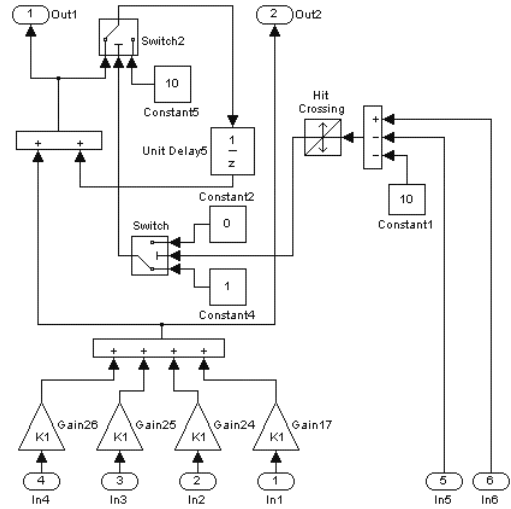 1 Out1
2 Out2
Switch2
10
Constant5
Hit
Crossing
+
−
−
+ +
Unit Delay5
1
z
Constant2
10
Constant1
Switch
0
1
Constant4
+ + + +
Gain26 Gain25 Gain24 Gain17
K1 K1 K1 K1
4 3 2 1 5 6
In4 In3 In2 In1 In5 In6